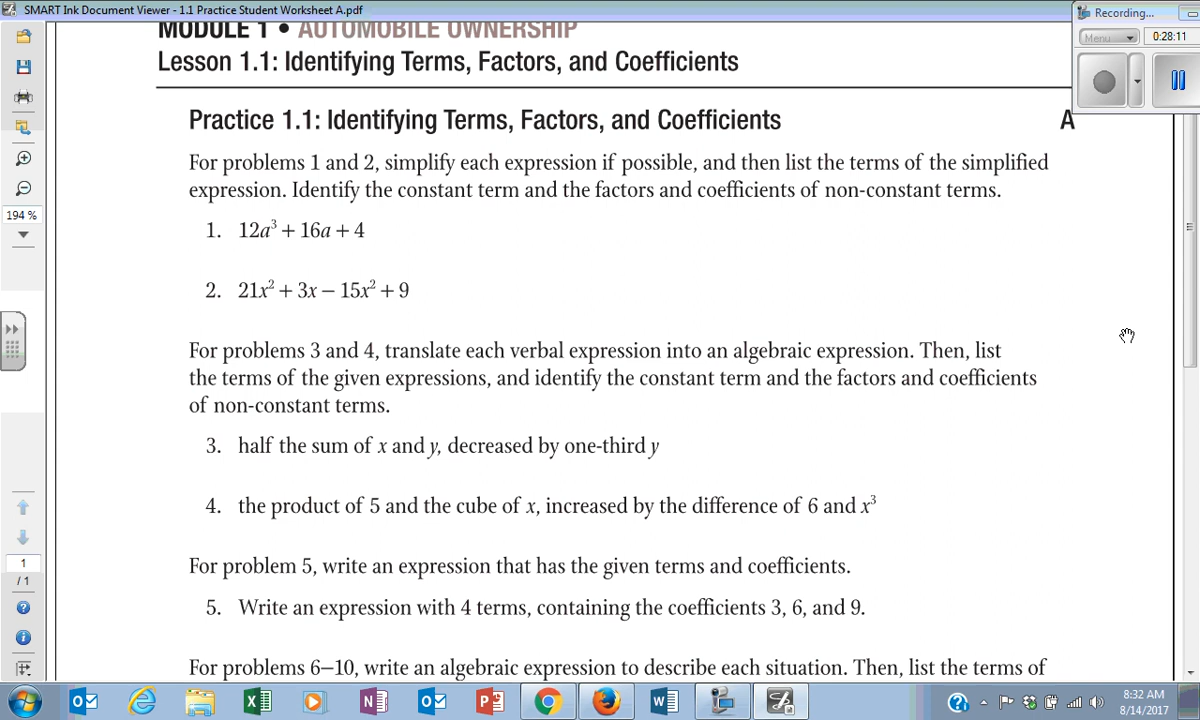 SMART Ink Document Viewer - 1.1 Practice Student Worksheet A.pdf
Recording...
Menu
0:28:11
194 %
1
/ 1
MODULE 1 • AUTOMOBILE OWNERSHIP
Lesson 1.1: Identifying Terms, Factors, and Coefficients
Practice 1.1: Identifying Terms, Factors, and Coefficients A
For problems 1 and 2, simplify each expression if possible, and then list the terms of the simplified
expression. Identify the constant term and the factors and coefficients of non-constant terms.
1. 12a³ + 16a + 4
2. 21x² + 3x – 15x² + 9
For problems 3 and 4, translate each verbal expression into an algebraic expression. Then, list
the terms of the given expressions, and identify the constant term and the factors and coefficients
of non-constant terms.
3. half the sum of x and y, decreased by one-third y
4. the product of 5 and the cube of x, increased by the difference of 6 and x³
For problem 5, write an expression that has the given terms and coefficients.
5. Write an expression with 4 terms, containing the coefficients 3, 6, and 9.
For problems 6–10, write an algebraic expression to describe each situation. Then, list the terms of
8:32 AM
8/14/2017